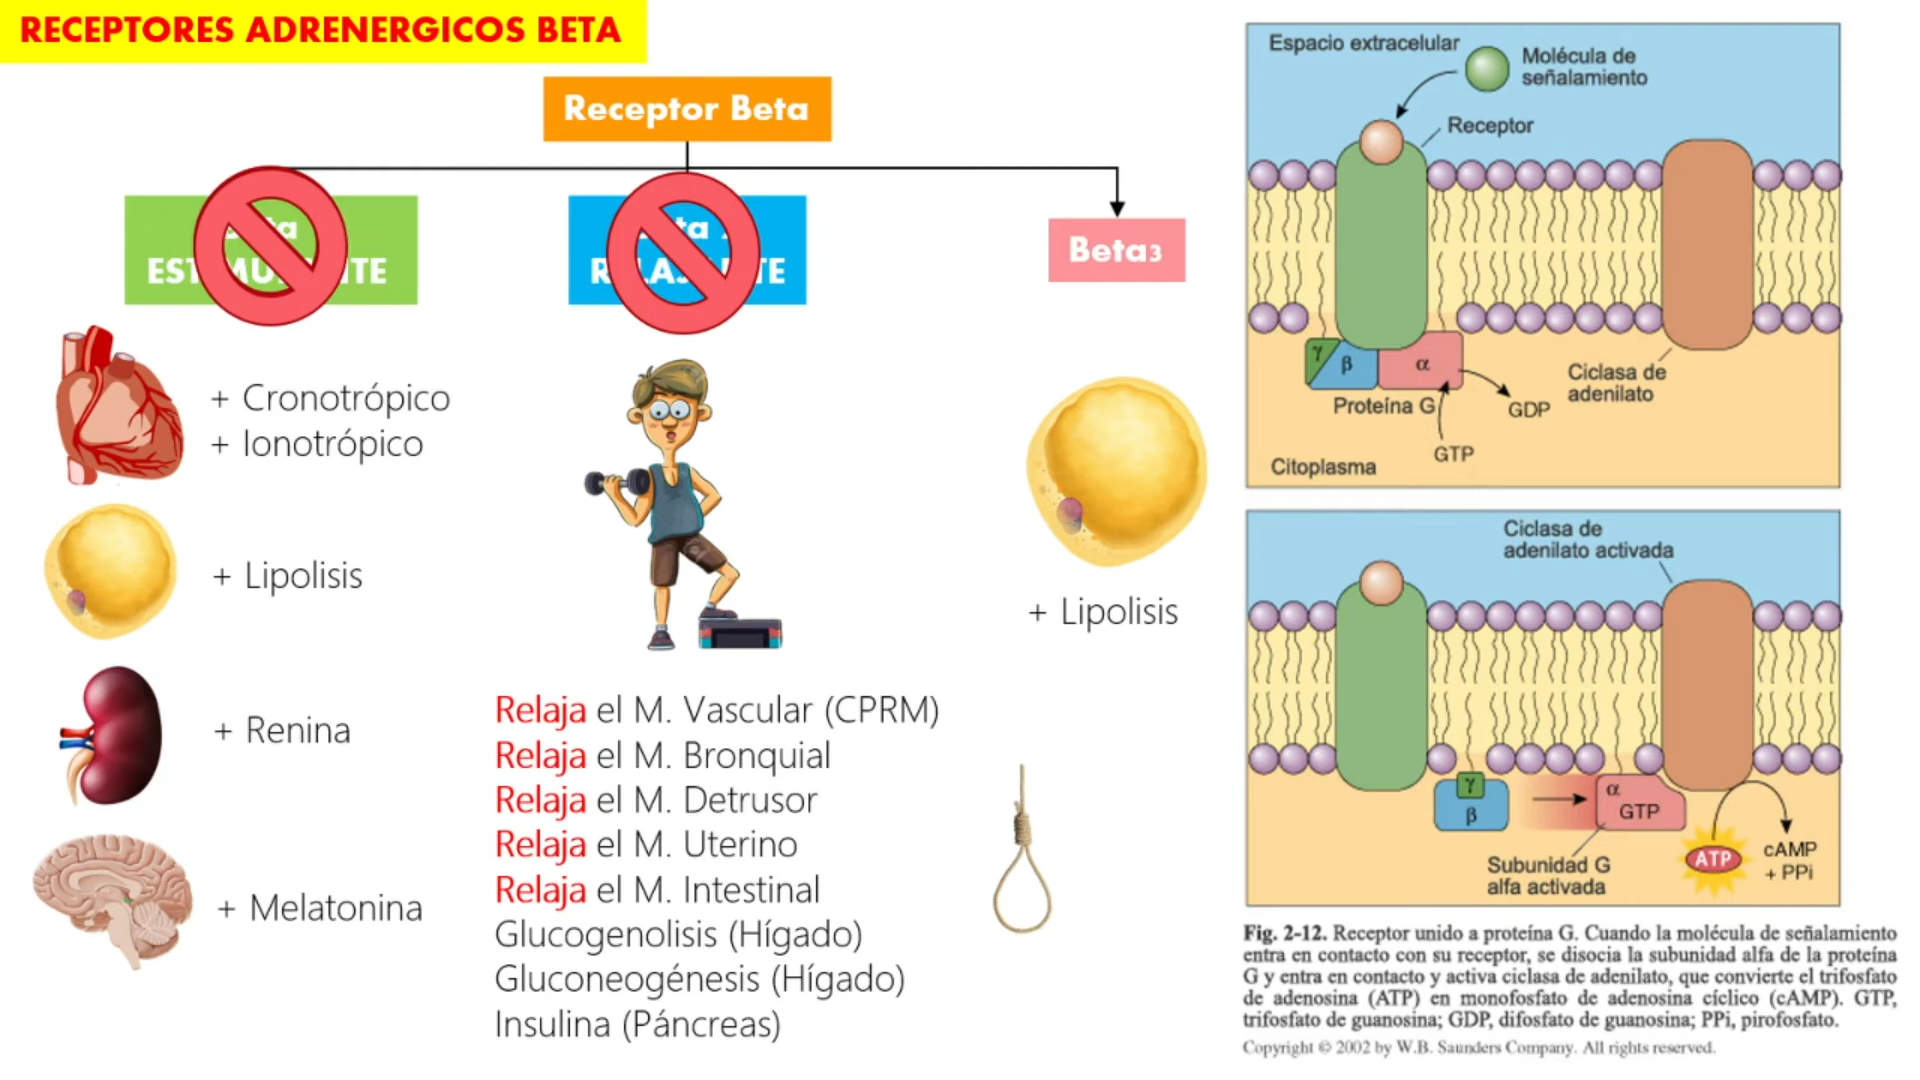 RECEPTORES ADRENERGICOS BETA
Receptor Beta
Beta3
+ Cronotrópico
+ Ionotrópico
+ Lipolisis
+ Renina
+ Melatonina
Relaja el M. Vascular (CPRM)
Relaja el M. Bronquial
Relaja el M. Detrusor
Relaja el M. Uterino
Relaja el M. Intestinal
Glucogenolisis (Hígado)
Gluconeogénesis (Hígado)
Insulina (Páncreas)
+ Lipolisis
Espacio extracelular
Molécula de
señalamiento
Receptor
γ
β
α
Proteína G
GDP
GTP
Ciclasa de
adenilato
Citoplasma
Ciclasa de
adenilato activada
γ
β
α
GTP
Subunidad G
alfa activada
ATP
cAMP
+ PPi
Fig. 2-12. Receptor unido a proteína G. Cuando la molécula de señalamiento
entra en contacto con su receptor, se disocia la subunidad alfa de la proteína
G y entra en contacto y activa ciclasa de adenilato, que convierte el trifosfato
de adenosina (ATP) en monofosfato de adenosina cíclico (cAMP). GTP,
trifosfato de guanosina; GDP, difosfato de guanosina; PPi, pirofosfato.
Copyright © 2002 by W.B. Saunders Company. All rights reserved.